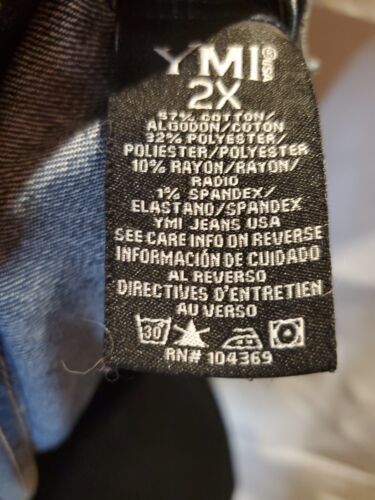 YMI ©USA
2X
57% COTTON/
ALGODON/COTON
32% POLYESTER/
POLIESTER/POLYESTER
10% RAYON/RAYON/
RADIO
1% SPANDEX/
ELASTANO/SPANDEX
YMI JEANS USA
SEE CARE INFO ON REVERSE
INFORMACIÓN DE CUIDADO
AL REVERSO
DIRECTIVES D'ENTRETIEN
AU VERSO
30
RN# 104369